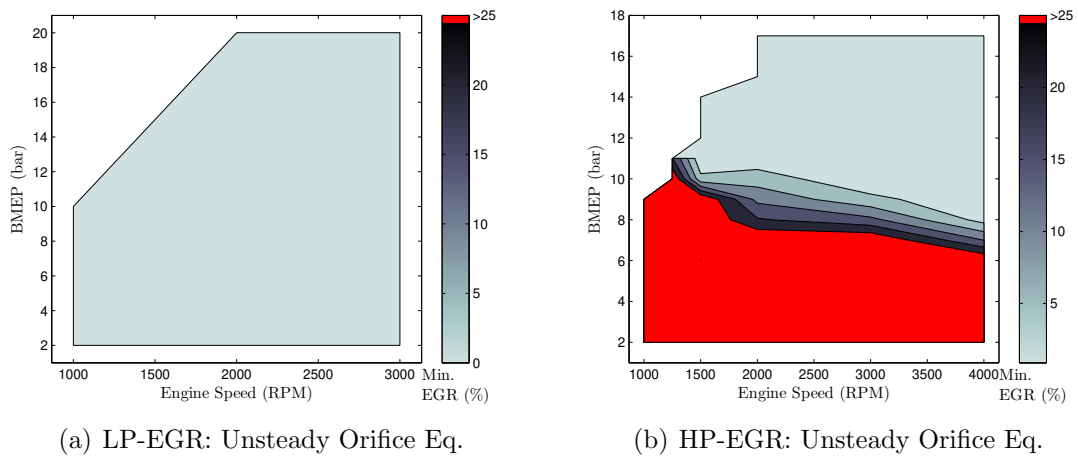 20
18
16
14
12
10
8
6
4
2
BMEP (bar)
1000 1500 2000 2500 3000
Engine Speed (RPM)
>25
20
15
10
5
0
Min.
EGR (%)
(a) LP-EGR: Unsteady Orifice Eq.
18
16
14
12
10
8
6
4
2
BMEP (bar)
1000 1500 2000 2500 3000 3500 4000
Engine Speed (RPM)
>25
20
15
10
5
Min.
EGR (%)
(b) HP-EGR: Unsteady Orifice Eq.